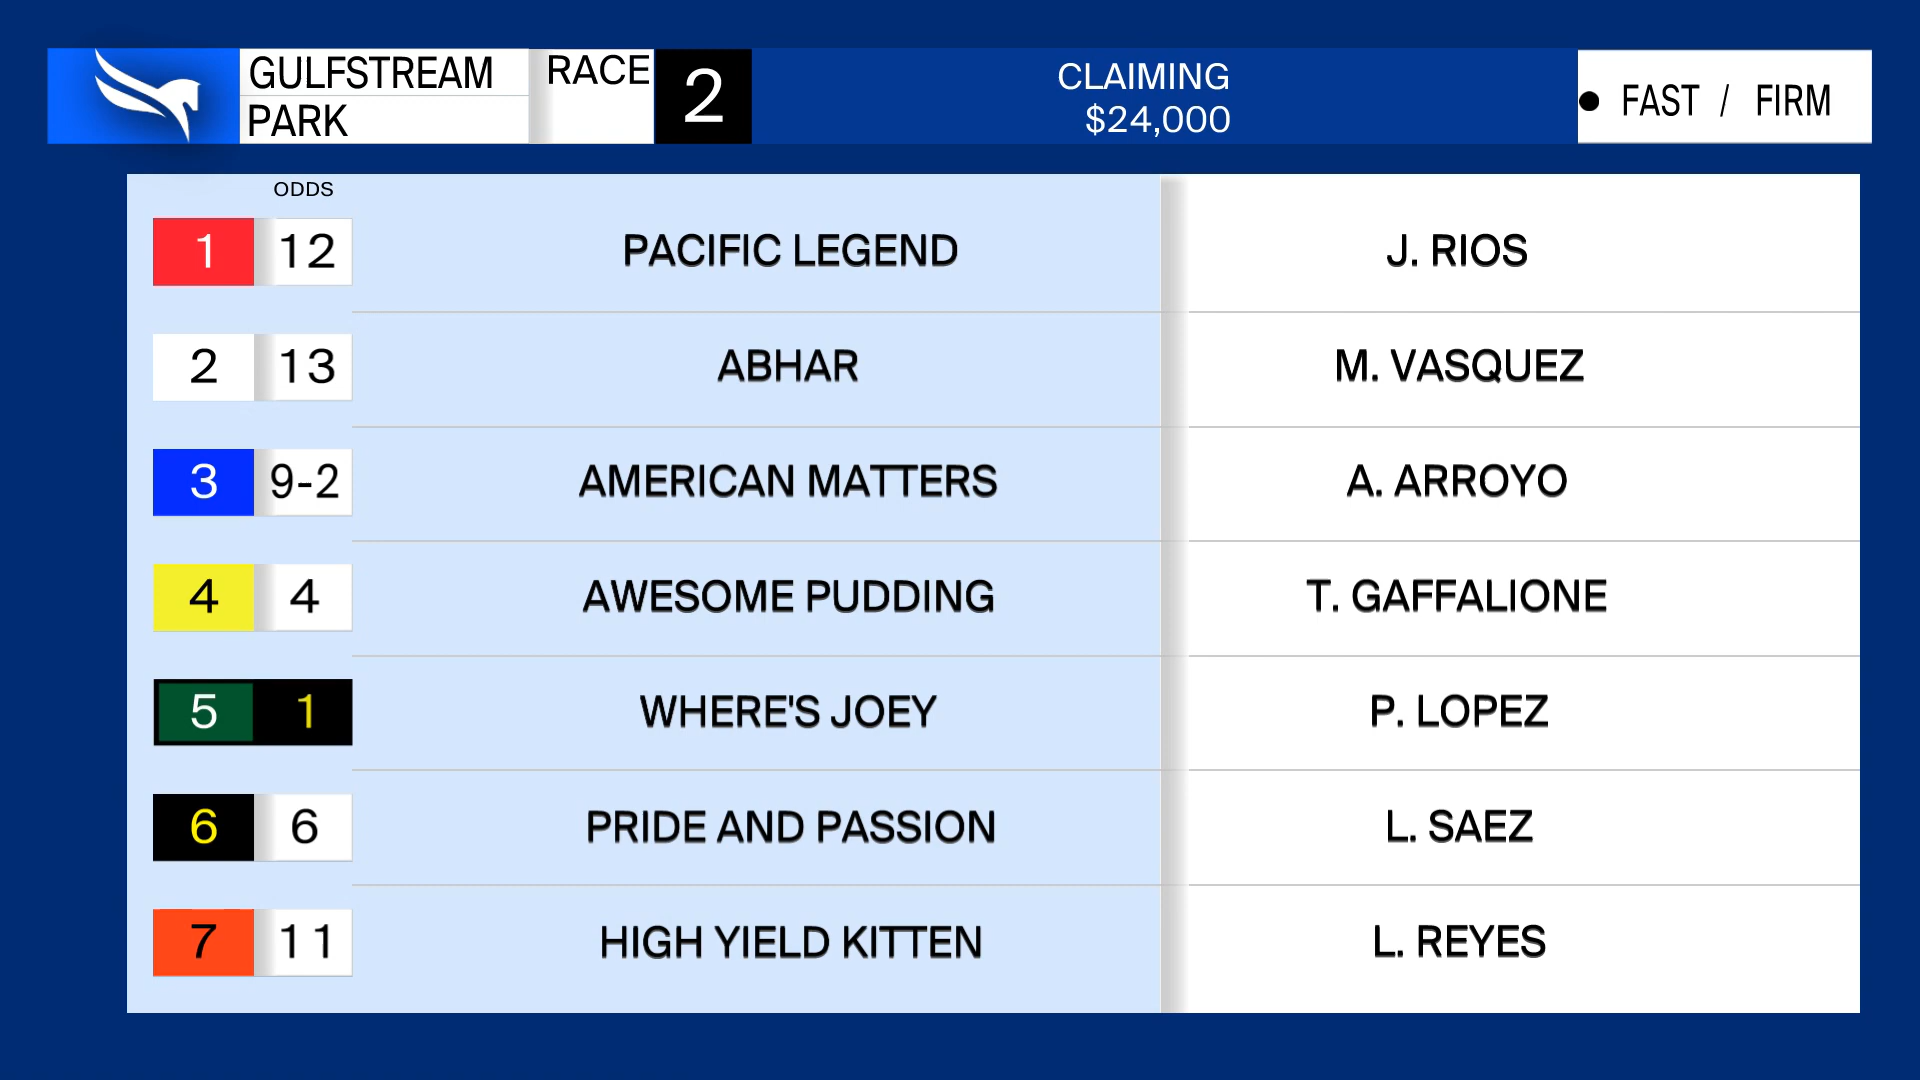 GULFSTREAM
PARK
RACE
2
CLAIMING
$24,000
FAST / FIRM
ODDS
1 12 PACIFIC LEGEND J. RIOS
2 13 ABHAR M. VASQUEZ
3 9-2 AMERICAN MATTERS A. ARROYO
4 4 AWESOME PUDDING T. GAFFALIONE
5 1 WHERE'S JOEY P. LOPEZ
6 6 PRIDE AND PASSION L. SAEZ
7 11 HIGH YIELD KITTEN L. REYES